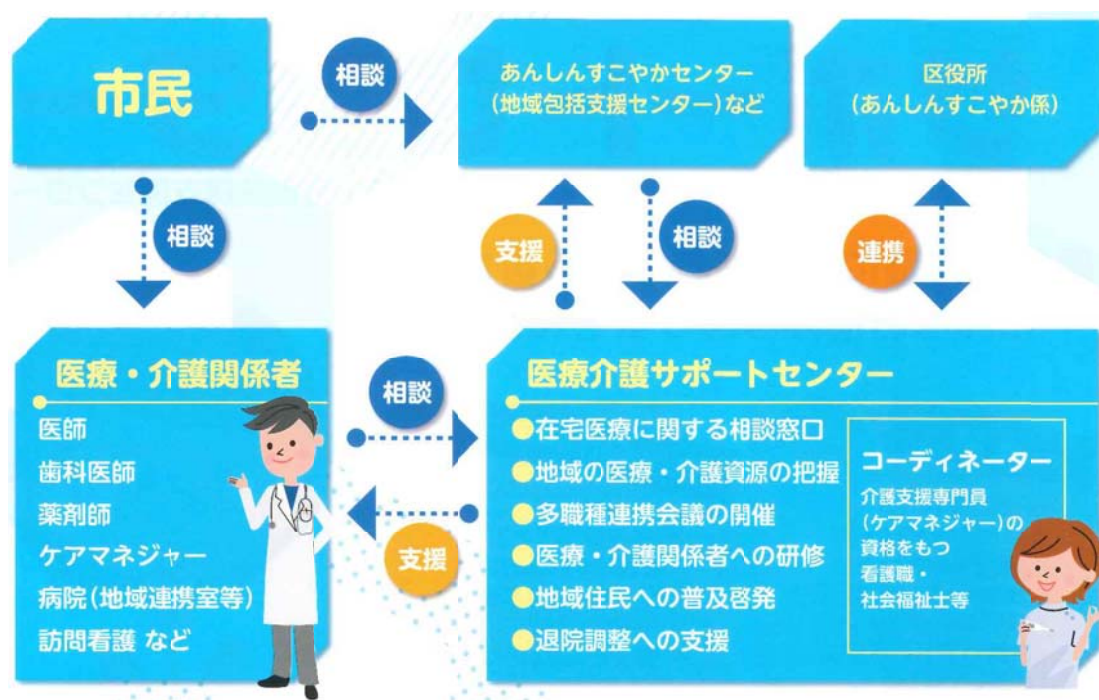 市民
相談
あんしんすこやかセンター
(地域包括支援センター)など
区役所
(あんしんすこやか係)
相談
支援
相談
連携
医療・介護関係者
医師
歯科医師
薬剤師
ケアマネジャー
病院(地域連携室等)
訪問看護 など
相談
支援
医療介護サポートセンター
●在宅医療に関する相談窓口
●地域の医療・介護資源の把握
●多職種連携会議の開催
●医療・介護関係者への研修
●地域住民への普及啓発
●退院調整への支援
コーディネーター
介護支援専門員
(ケアマネジャー)の
資格をもつ
看護職・
社会福祉士等